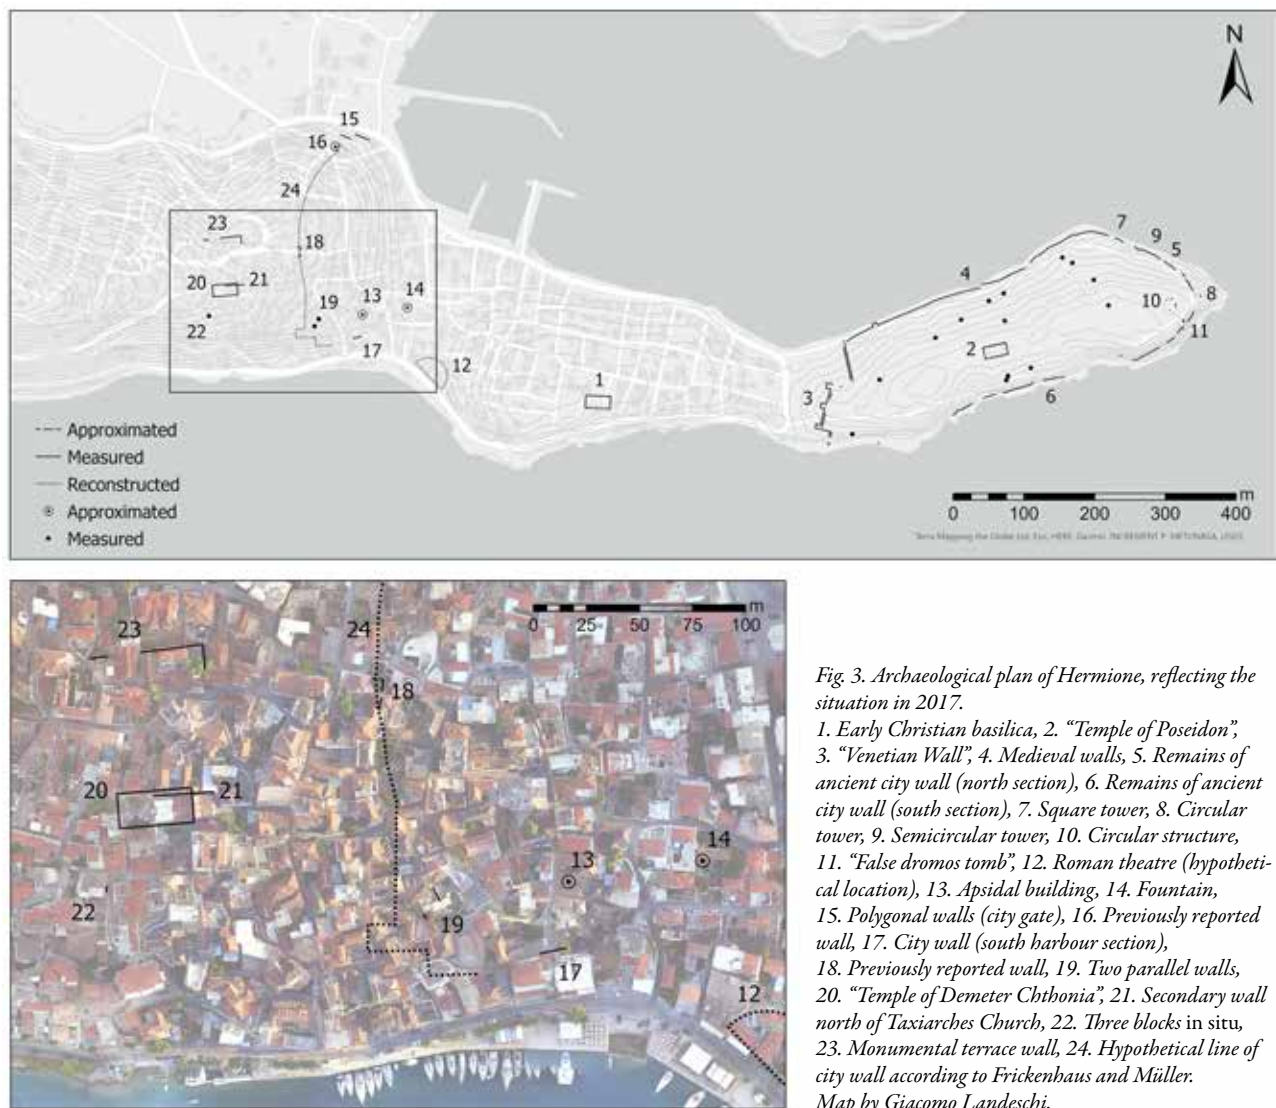 N
15
16
24
23
18
20
21
19
13
14
22
17
12
1
7
9
5
4
8
10
11
2
3
6
Approximated
Measured
Reconstructed
Approximated
Measured
m
0 100 200 300 400
23
24
m
0 25 50 75 100
18
20
21
14
13
22
19
17
12
Fig. 3. Archaeological plan of Hermione, reflecting the
situation in 2017.
1. Early Christian basilica, 2. “Temple of Poseidon”,
3. “Venetian Wall”, 4. Medieval walls, 5. Remains of
ancient city wall (north section), 6. Remains of ancient
city wall (south section), 7. Square tower, 8. Circular
tower, 9. Semicircular tower, 10. Circular structure,
11. “False dromos tomb”, 12. Roman theatre (hypotheti-
cal location), 13. Apsidal building, 14. Fountain,
15. Polygonal walls (city gate), 16. Previously reported
wall, 17. City wall (south harbour section),
18. Previously reported wall, 19. Two parallel walls,
20. “Temple of Demeter Chthonia”, 21. Secondary wall
north of Taxiarches Church, 22. Three blocks in situ,
23. Monumental terrace wall, 24. Hypothetical line of
city wall according to Frickenhaus and Müller.
Map by Giacomo Landeschi.